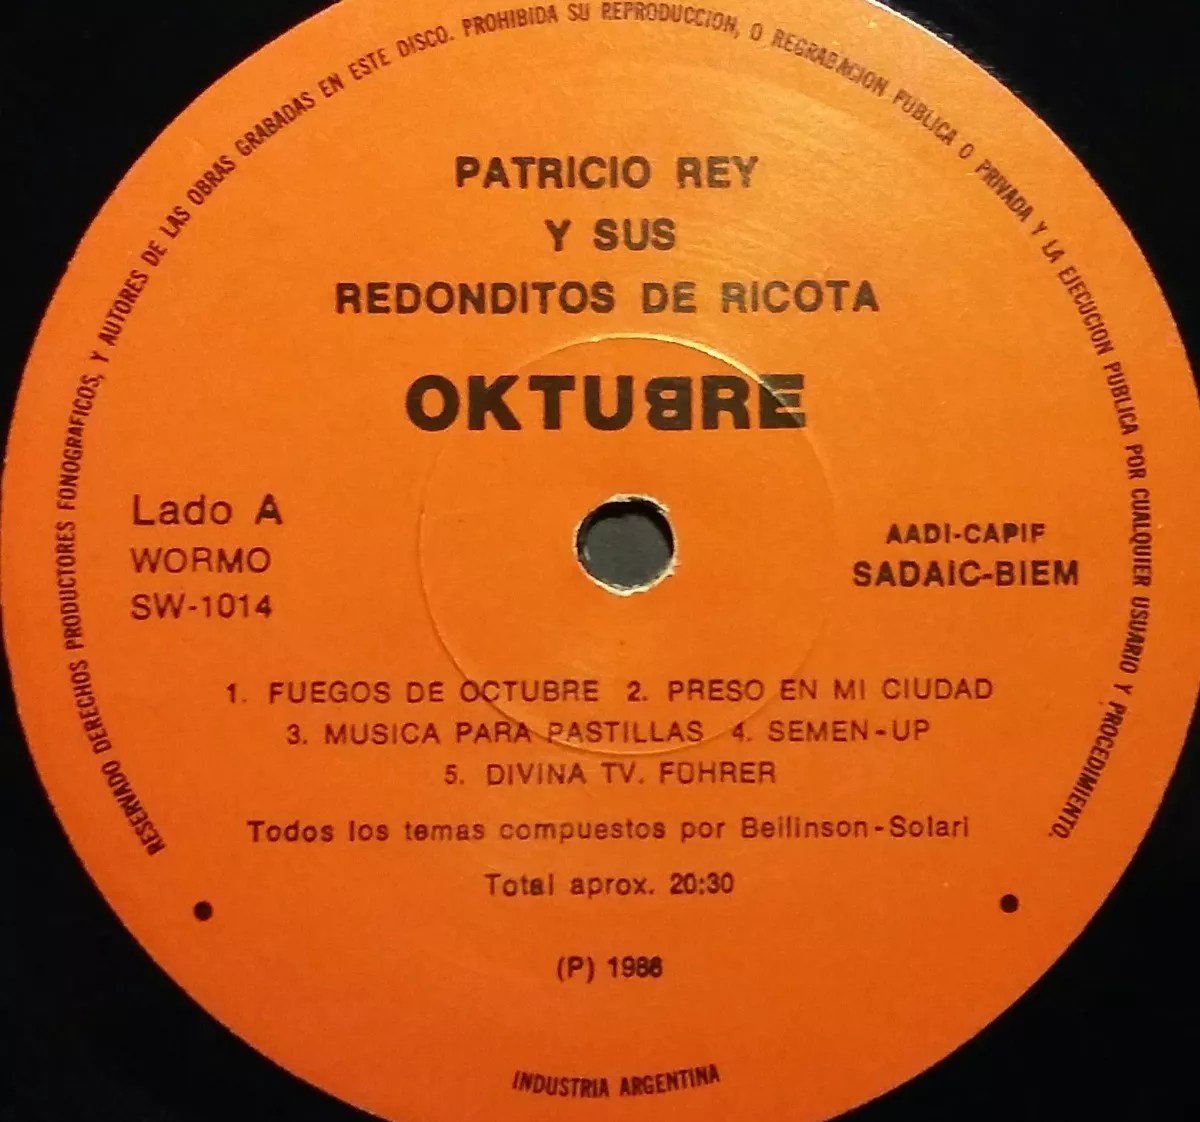 RESERVADO DERECHOS PRODUCTORES FONOGRAFICOS, Y AUTORES DE LAS OBRAS GRABADAS EN ESTE DISCO. PROHIBIDA SU REPRODUCCION, O REGRABACION PUBLICA O PRIVADA Y LA EJECUCION PUBLICA POR CUALQUIER USUARIO Y PROCEDIMIENTO.
PATRICIO REY
Y SUS
REDONDITOS DE RICOTA
OKTUBRE
Lado A
WORMO
SW-1014
AADI-CAPIF
SADAIC-BIEM
1. FUEGOS DE OCTUBRE 2. PRESO EN MI CIUDAD
3. MUSICA PARA PASTILLAS 4. SEMEN-UP
5. DIVINA TV. FÜHRER
Todos los temas compuestos por Beilinson-Solari
Total aprox. 20:30
(P) 1986
INDUSTRIA ARGENTINA